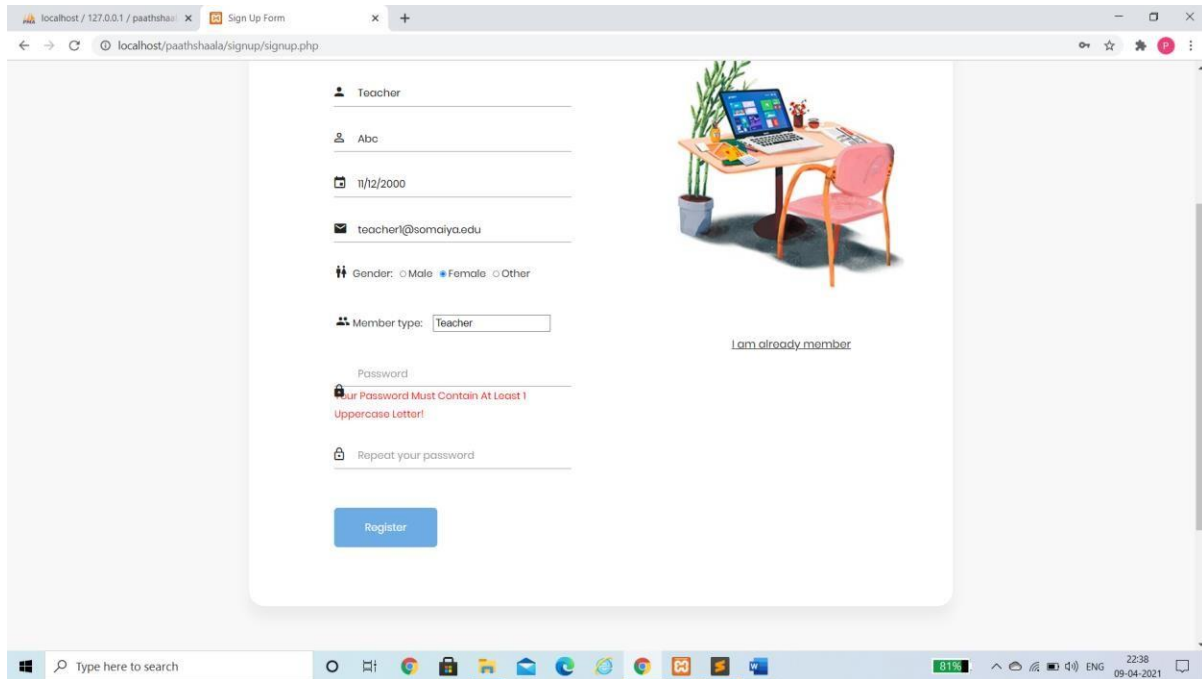 localhost / 127.0.0.1 / paathshaal
Sign Up Form
localhost/paathshaala/signup/signup.php
P
Teacher
Abc
11/12/2000
teacher1@somaiya.edu
Gender: Male Female Other
Member type: Teacher
I am already member
Password
Your Password Must Contain At Least 1
Uppercase Letter!
Repeat your password
Register
Type here to search
81%
ENG
22:38
09-04-2021